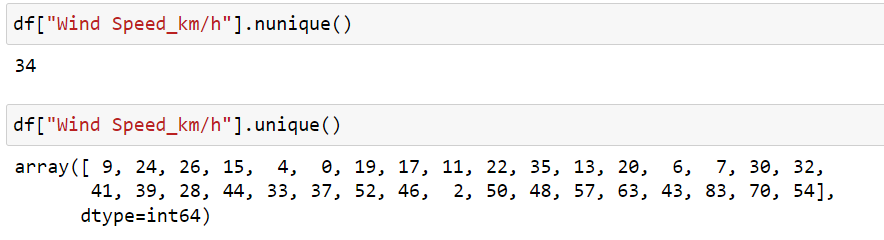 df["Wind Speed_km/h"].nunique()
34
df["Wind Speed_km/h"].unique()
array([ 9, 24, 26, 15,  4,  0, 19, 17, 11, 22, 35, 13, 20,  6,  7, 30, 32,
       41, 39, 28, 44, 33, 37, 52, 46,  2, 50, 48, 57, 63, 43, 83, 70, 54],
      dtype=int64)